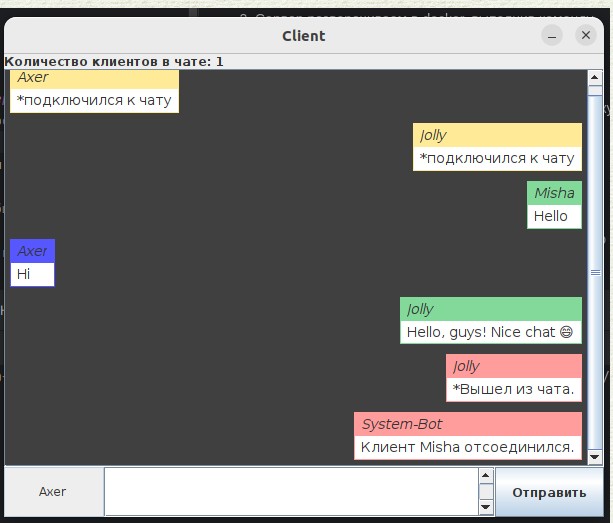 Client
Количество клиентов в чате: 1
Axer
*подключился к чату
Jolly
*подключился к чату
Misha
Hello
Axer
Hi
Jolly
Hello, guys! Nice chat 😄
Jolly
*Вышел из чата.
System-Bot
Клиент Misha отсоединился.
Axer
Отправить